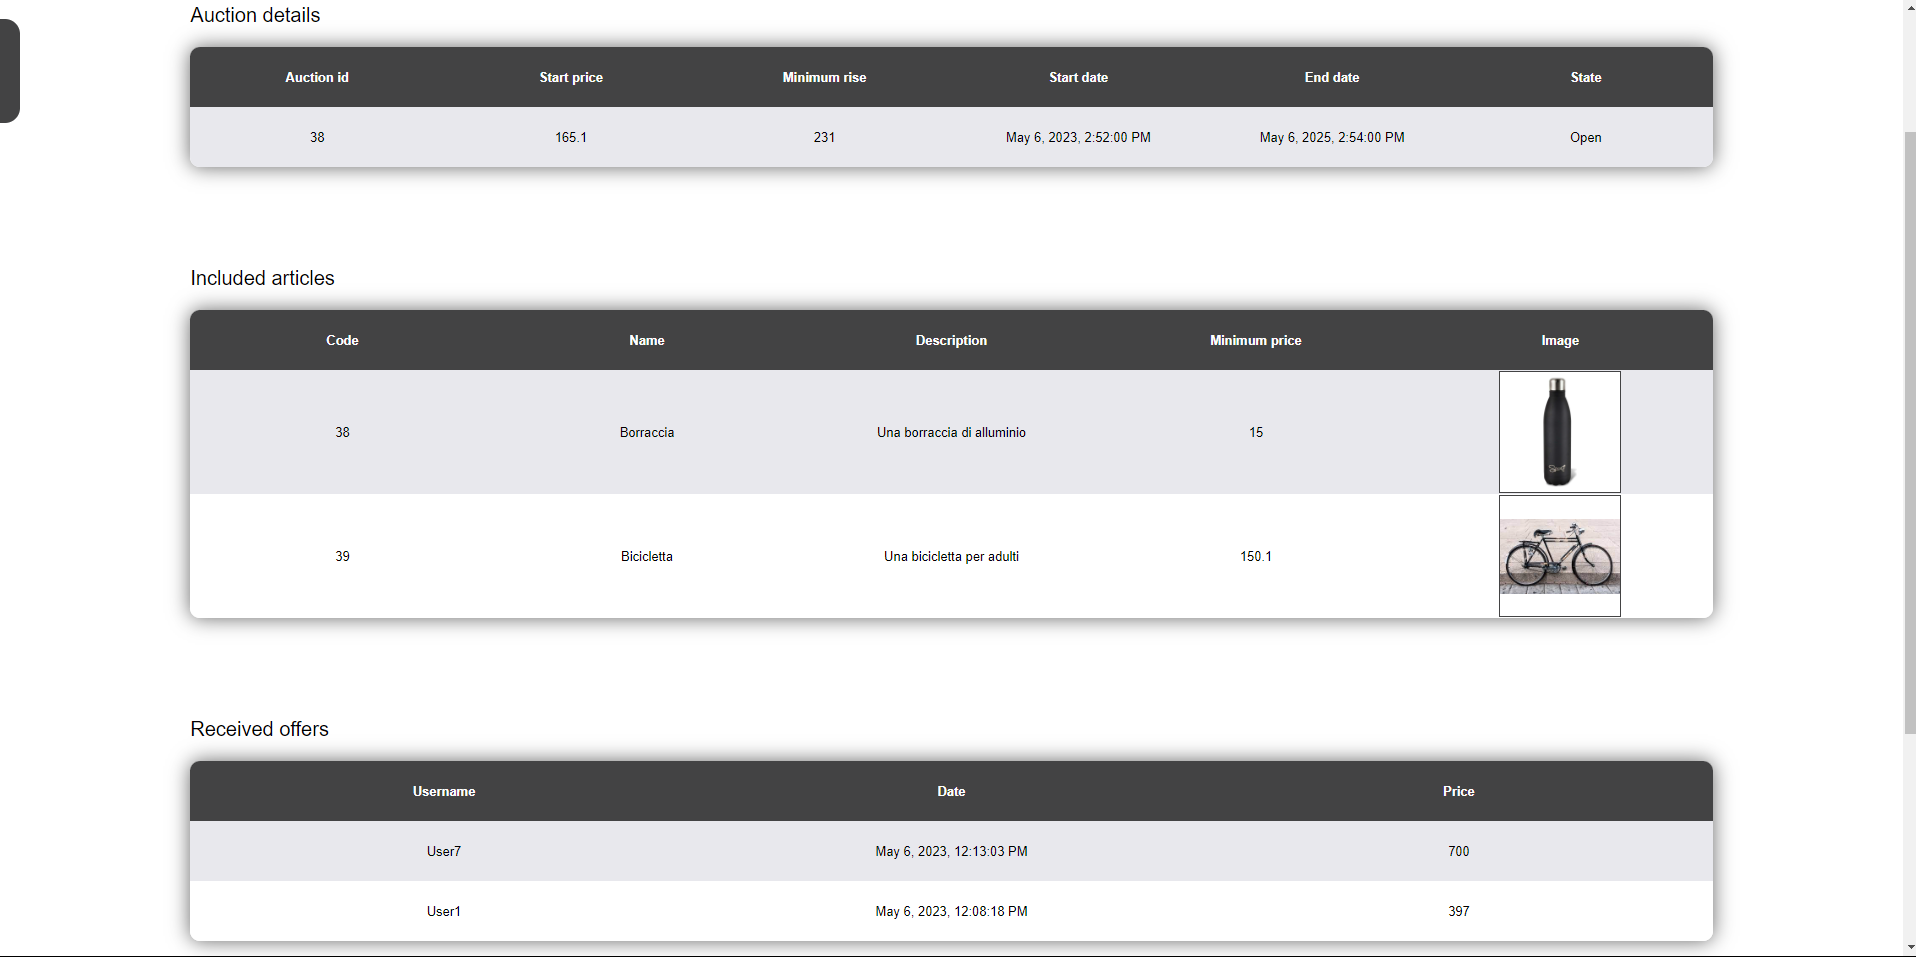 Auction details
Auction id Start price Minimum rise Start date End date State
38 165.1 231 May 6, 2023, 2:52:00 PM May 6, 2025, 2:54:00 PM Open
Included articles
Code Name Description Minimum price Image
38 Borraccia Una borraccia di alluminio 15
39 Bicicletta Una bicicletta per adulti 150.1
Received offers
Username Date Price
User7 May 6, 2023, 12:13:03 PM 700
User1 May 6, 2023, 12:08:18 PM 397